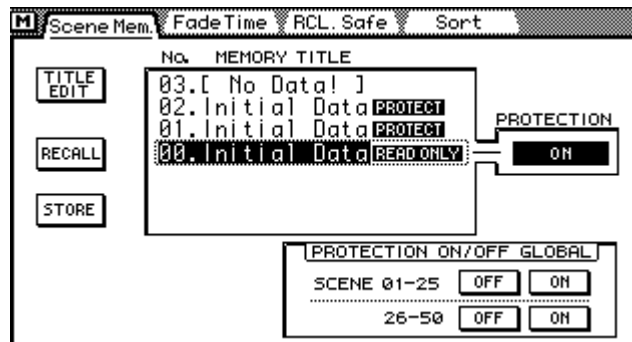 M Scene Mem. FadeTime RCL. Safe Sort
No. MEMORY TITLE
TITLE EDIT
03.[ No Data! ]
02.Initial Data PROTECT
01.Initial Data PROTECT
00.Initial Data READ ONLY
RECALL
STORE
PROTECTION
ON
PROTECTION ON/OFF GLOBAL
SCENE 01-25 OFF ON
26-50 OFF ON